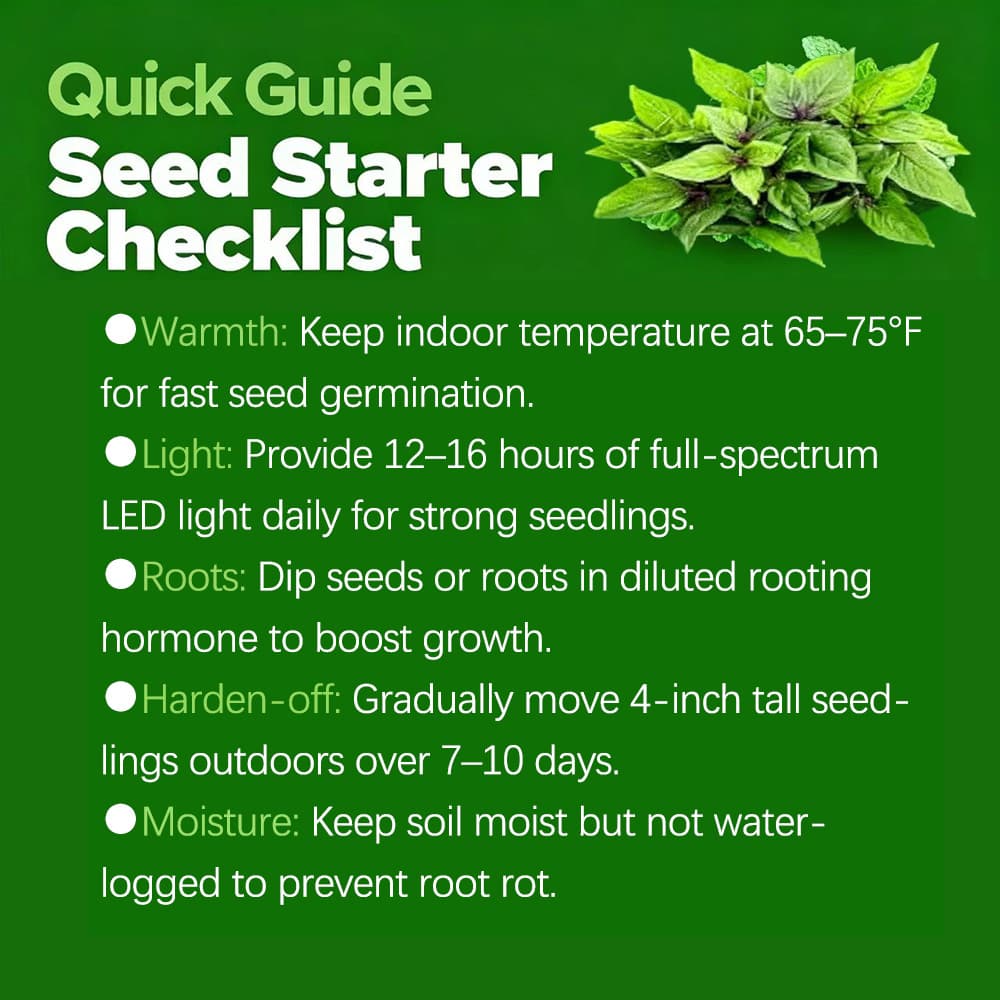 Quick Guide
Seed Starter
Checklist
●Warmth: Keep indoor temperature at 65–75°F
for fast seed germination.
●Light: Provide 12–16 hours of full-spectrum
LED light daily for strong seedlings.
●Roots: Dip seeds or roots in diluted rooting
hormone to boost growth.
●Harden-off: Gradually move 4-inch tall seed-
lings outdoors over 7–10 days.
●Moisture: Keep soil moist but not water-
logged to prevent root rot.